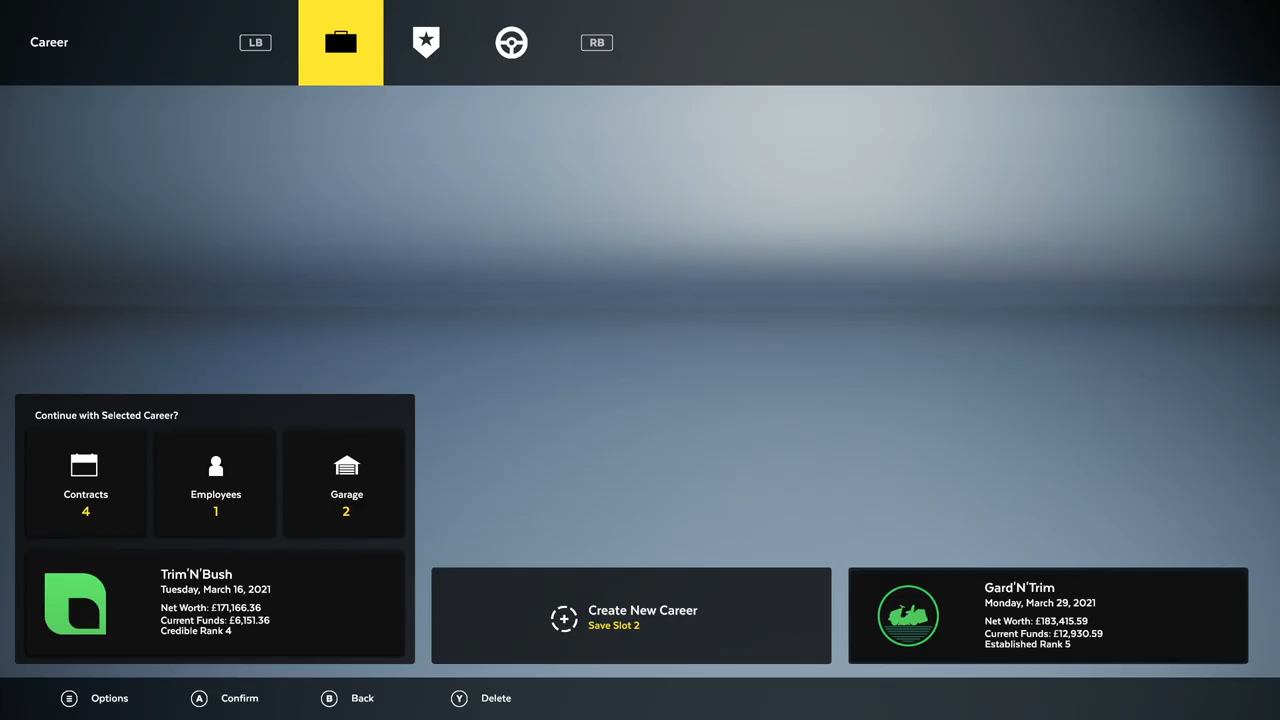 Career
LB
RB
Continue with Selected Career?
Contracts
4
Employees
1
Garage
2
Trim'N'Bush
Tuesday, March 16, 2021
Net Worth: £171,166.36
Current Funds: £6,151.36
Credible Rank 4
Create New Career
Save Slot 2
Gard'N'Trim
Monday, March 29, 2021
Net Worth: £183,415.59
Current Funds: £12,930.59
Established Rank 5
Options
A Confirm
B Back
Y Delete